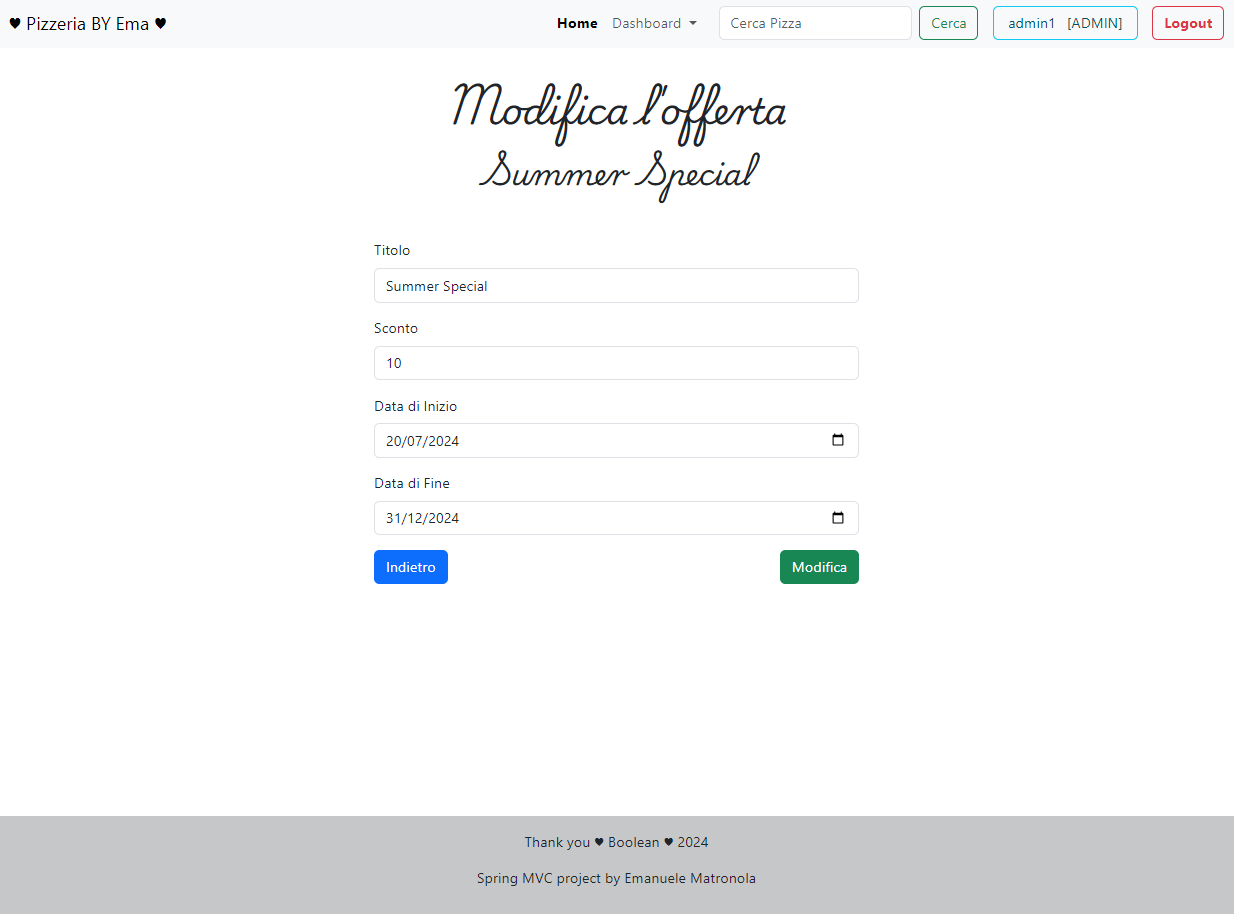 ♥ Pizzeria BY Ema ♥ Home Dashboard Cerca Pizza Cerca admin1 [ADMIN] Logout
Modifica l'offerta
Summer Special
Titolo
Summer Special
Sconto
10
Data di Inizio
20/07/2024
Data di Fine
31/12/2024
Indietro Modifica
Thank you ♥ Boolean ♥ 2024
Spring MVC project by Emanuele Matronola